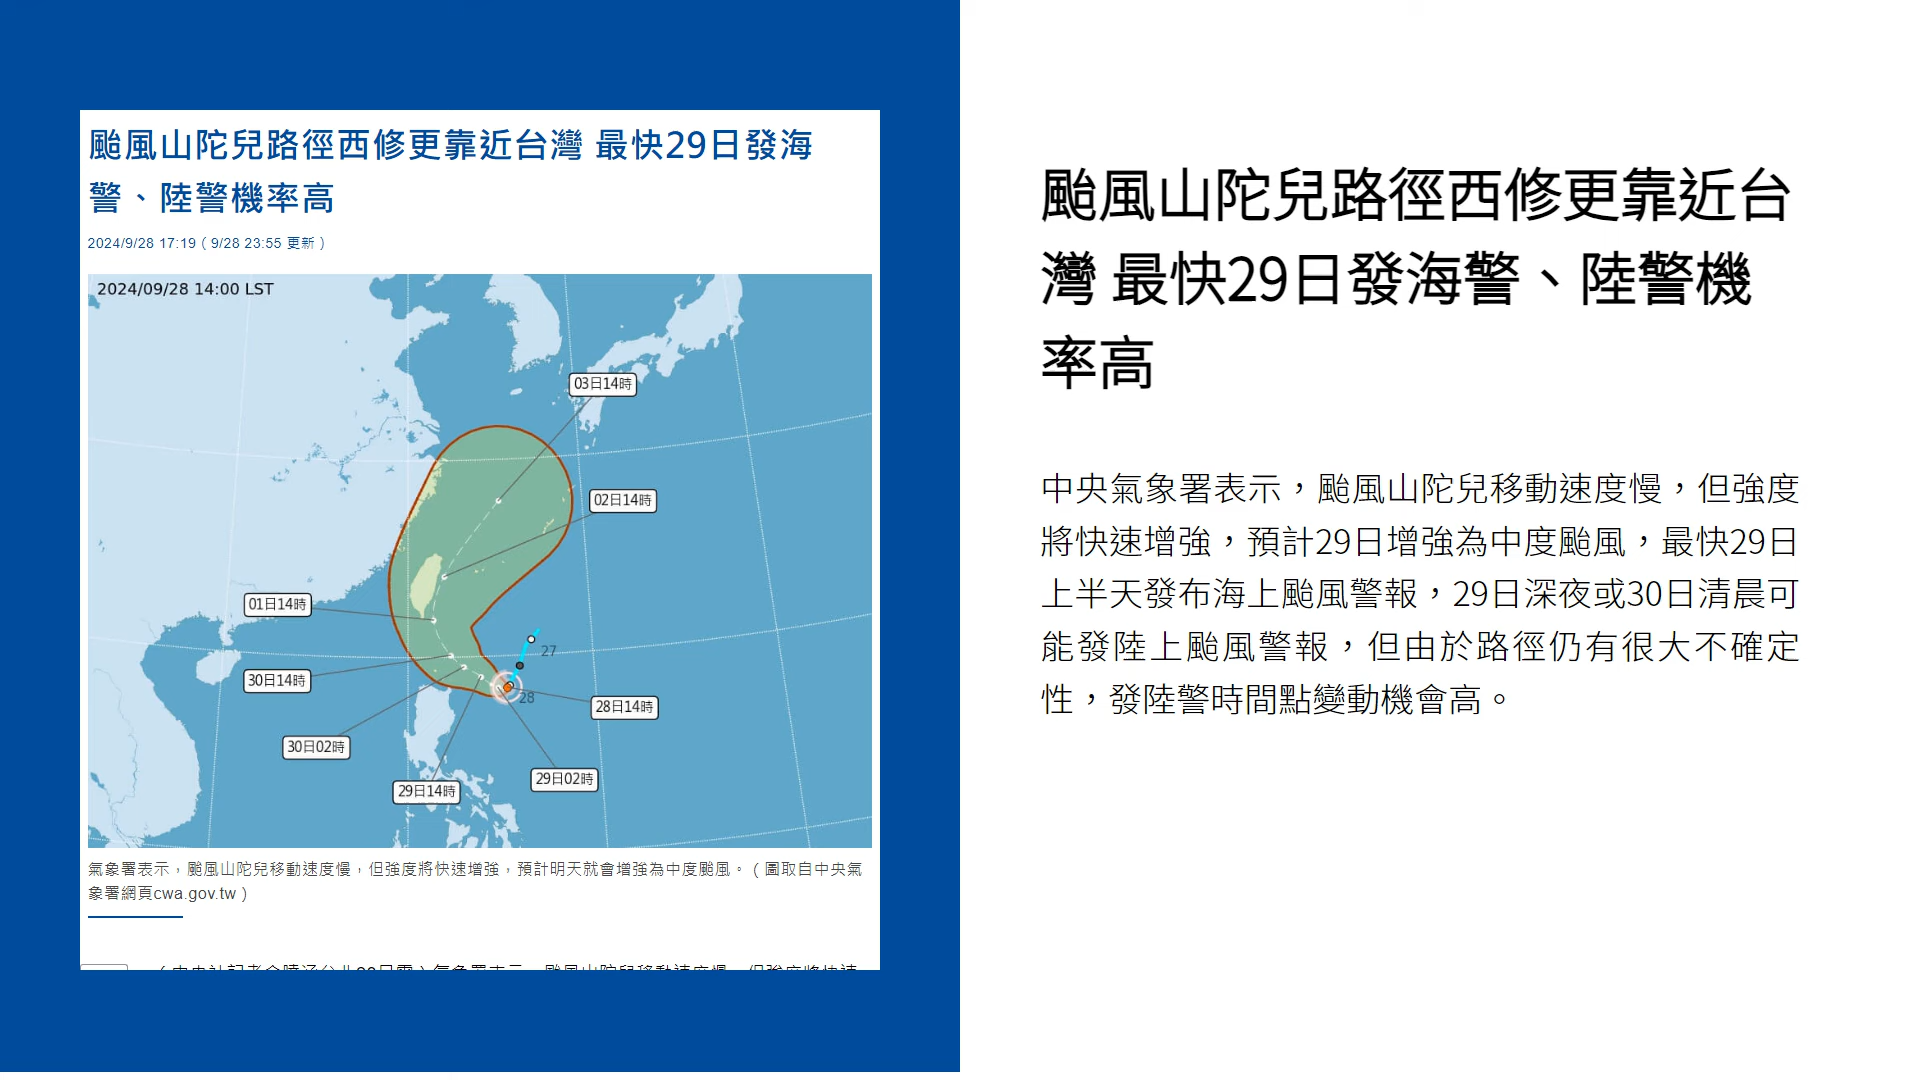 颱風山陀兒路徑西修更靠近台灣 最快29日發海
警、陸警機率高
2024/9/28 17:19（9/28 23:55 更新）
2024/09/28 14:00 LST
03日14時
02日14時
01日14時
27
30日14時
28
28日14時
30日02時
29日02時
29日14時
氣象署表示，颱風山陀兒移動速度慢，但強度將快速增強，預計明天就會增強為中度颱風。（圖取自中央氣
象署網頁cwa.gov.tw）
颱風山陀兒路徑西修更靠近台
灣 最快29日發海警、陸警機
率高
中央氣象署表示，颱風山陀兒移動速度慢，但強度
將快速增強，預計29日增強為中度颱風，最快29日
上半天發布海上颱風警報，29日深夜或30日清晨可
能發陸上颱風警報，但由於路徑仍有很大不確定
性，發陸警時間點變動機會高。